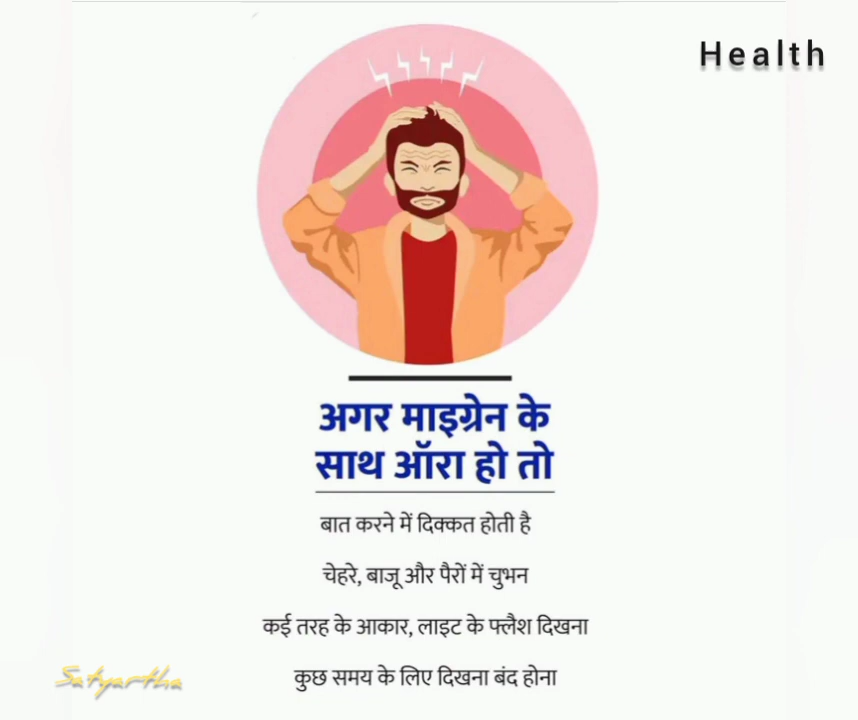 Health
अगर माइग्रेन के
साथ ऑरा हो तो
बात करने में दिक्कत होती है
चेहरे, बाजू और पैरों में चुभन
कई तरह के आकार, लाइट के फ्लैश दिखना
कुछ समय के लिए दिखना बंद होना
Satyartha